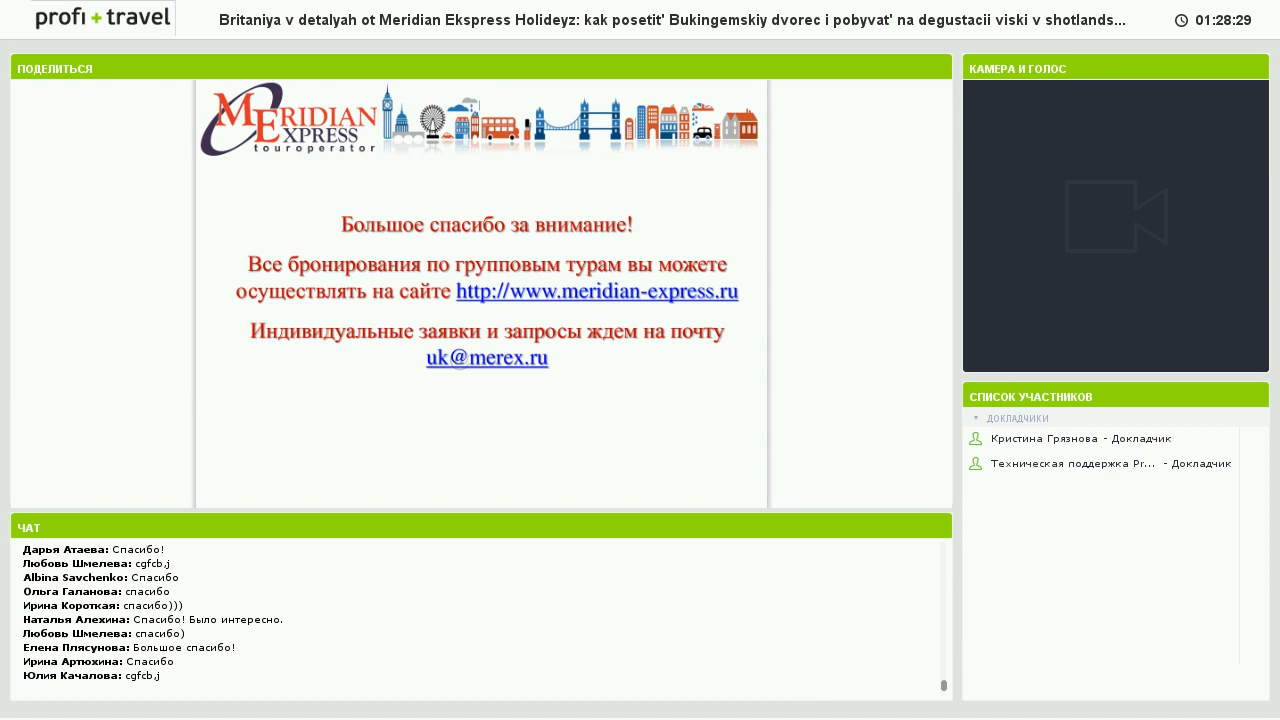 profi + travel
Britaniya v detalyah ot Meridian Ekspress Holideyz: kak posetit' Bukingemskiy dvorec i pobyvat' na degustacii viski v shotlands...
01:28:29
ПОДЕЛИТЬСЯ
MERIDIAN
EXPRESS
touroperator
Большое спасибо за внимание!
Все бронирования по групповым турам вы можете
осуществлять на сайте http://www.meridian-express.ru
Индивидуальные заявки и запросы ждем на почту
uk@merex.ru
КАМЕРА И ГОЛОС
СПИСОК УЧАСТНИКОВ
ДОКЛАДЧИКИ
Кристина Грязнова - Докладчик
Техническая поддержка Pr... - Докладчик
ЧАТ
Дарья Атаева: Спасибо!
Любовь Шмелева: cgfcb,j
Albina Savchenko: Спасибо
Ольга Галанова: спасибо
Ирина Короткая: спасибо)))
Наталья Алехина: Спасибо! Было интересно.
Любовь Шмелева: спасибо)
Елена Плясунова: Большое спасибо!
Ирина Артюхина: Спасибо
Юлия Качалова: cgfcb,j